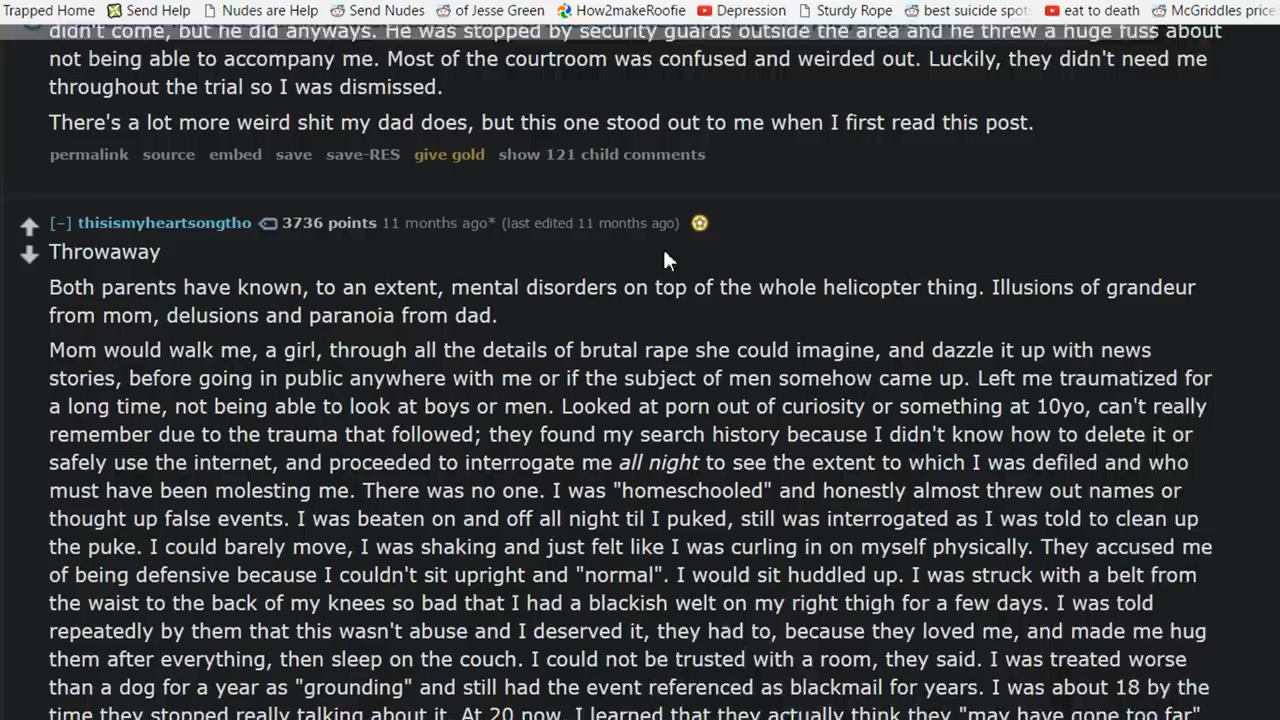 Trapped Home Send Help Nudes are Help Send Nudes of Jesse Green How2makeRoofie Depression Sturdy Rope best suicide spot eat to death McGriddles price
didn't come, but he did anyways. He was stopped by security guards outside the area and he threw a huge fuss about
not being able to accompany me. Most of the courtroom was confused and weirded out. Luckily, they didn't need me
throughout the trial so I was dismissed.
There's a lot more weird shit my dad does, but this one stood out to me when I first read this post.
permalink source embed save save-RES give gold show 121 child comments
[-] thisismyheartsongtho 3736 points 11 months ago* (last edited 11 months ago)
Throwaway
Both parents have known, to an extent, mental disorders on top of the whole helicopter thing. Illusions of grandeur
from mom, delusions and paranoia from dad.
Mom would walk me, a girl, through all the details of brutal rape she could imagine, and dazzle it up with news
stories, before going in public anywhere with me or if the subject of men somehow came up. Left me traumatized for
a long time, not being able to look at boys or men. Looked at porn out of curiosity or something at 10yo, can't really
remember due to the trauma that followed; they found my search history because I didn't know how to delete it or
safely use the internet, and proceeded to interrogate me all night to see the extent to which I was defiled and who
must have been molesting me. There was no one. I was "homeschooled" and honestly almost threw out names or
thought up false events. I was beaten on and off all night til I puked, still was interrogated as I was told to clean up
the puke. I could barely move, I was shaking and just felt like I was curling in on myself physically. They accused me
of being defensive because I couldn't sit upright and "normal". I would sit huddled up. I was struck with a belt from
the waist to the back of my knees so bad that I had a blackish welt on my right thigh for a few days. I was told
repeatedly by them that this wasn't abuse and I deserved it, they had to, because they loved me, and made me hug
them after everything, then sleep on the couch. I could not be trusted with a room, they said. I was treated worse
than a dog for a year as "grounding" and still had the event referenced as blackmail for years. I was about 18 by the
time they stopped really talking about it. At 20 now, I learned that they actually think they "may have gone too far"